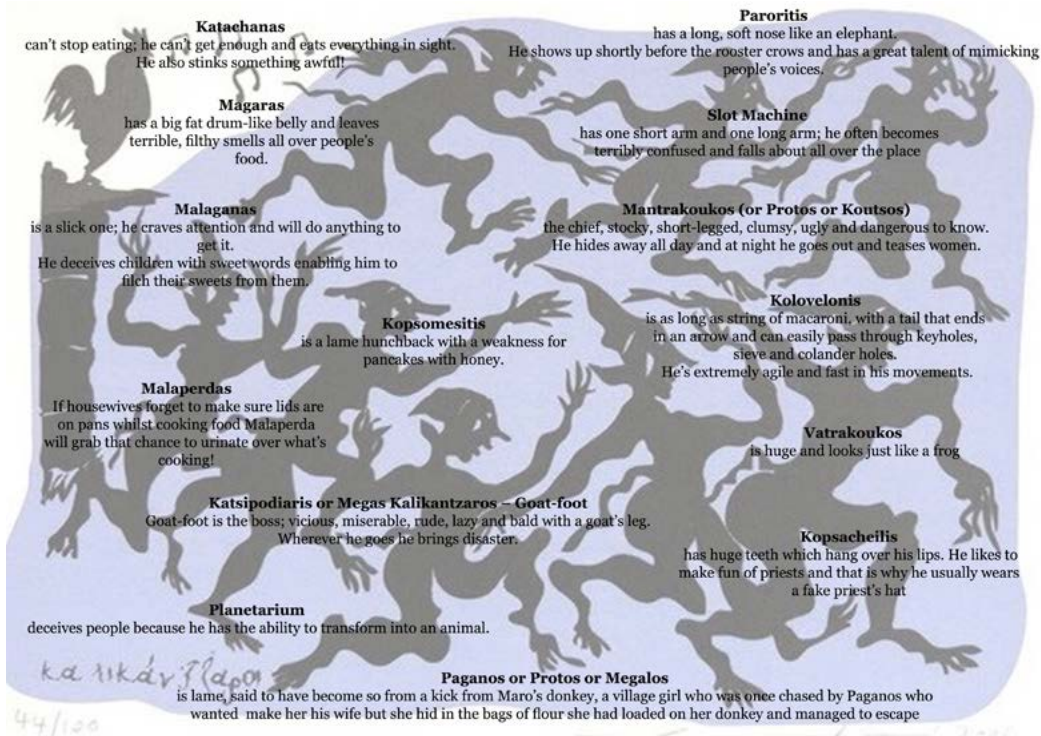 Katachanas
can't stop eating; he can't get enough and eats everything in sight.
He also stinks something awful!
Paroritis
has a long, soft nose like an elephant.
He shows up shortly before the rooster crows and has a great talent of mimicking
people's voices.
Magaras
has a big fat drum-like belly and leaves
terrible, filthy smells all over people's
food.
Slot Machine
has one short arm and one long arm; he often becomes
terribly confused and falls about all over the place
Malaganas
is a slick one; he craves attention and will do anything to
get it.
He deceives children with sweet words enabling him to
filch their sweets from them.
Mantrakoukos (or Protos or Koutsos)
the chief, stocky, short-legged, clumsy, ugly and dangerous to know.
He hides away all day and at night he goes out and teases women.
Kopsomesitis
is a lame hunchback with a weakness for
pancakes with honey.
Kolovelonis
is as long as string of macaroni, with a tail that ends
in an arrow and can easily pass through keyholes,
sieve and colander holes.
He's extremely agile and fast in his movements.
Malaperdas
If housewives forget to make sure lids are
on pans whilst cooking food Malaperda
will grab that chance to urinate over what's
cooking!
Vatrakoukos
is huge and looks just like a frog
Katsipodiaris or Megas Kalikantzaros – Goat-foot
Goat-foot is the boss; vicious, miserable, rude, lazy and bald with a goat's leg.
Wherever he goes he brings disaster.
Kopsacheilis
has huge teeth which hang over his lips. He likes to
make fun of priests and that is why he usually wears
a fake priest's hat
Planetarium
deceives people because he has the ability to transform into an animal.
Paganos or Protos or Megalos
is lame, said to have become so from a kick from Maro's donkey, a village girl who was once chased by Paganos who
wanted make her his wife but she hid in the bags of flour she had loaded on her donkey and managed to escape
44/120